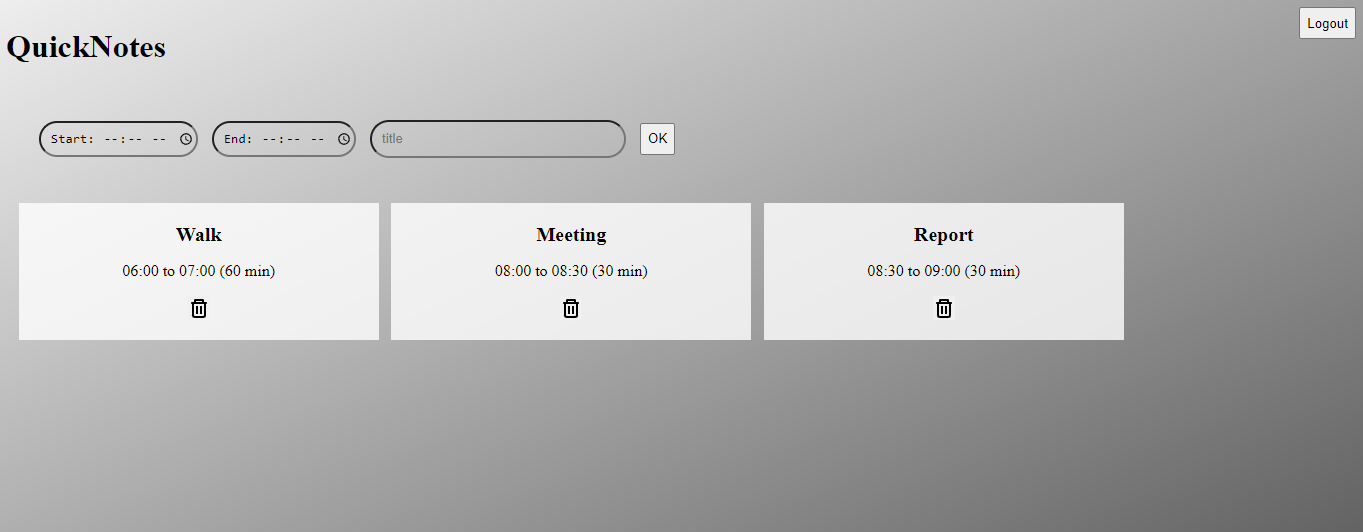 Logout
QuickNotes
Start: --:-- -- End: --:-- -- title OK
Walk Meeting Report
06:00 to 07:00 (60 min) 08:00 to 08:30 (30 min) 08:30 to 09:00 (30 min)